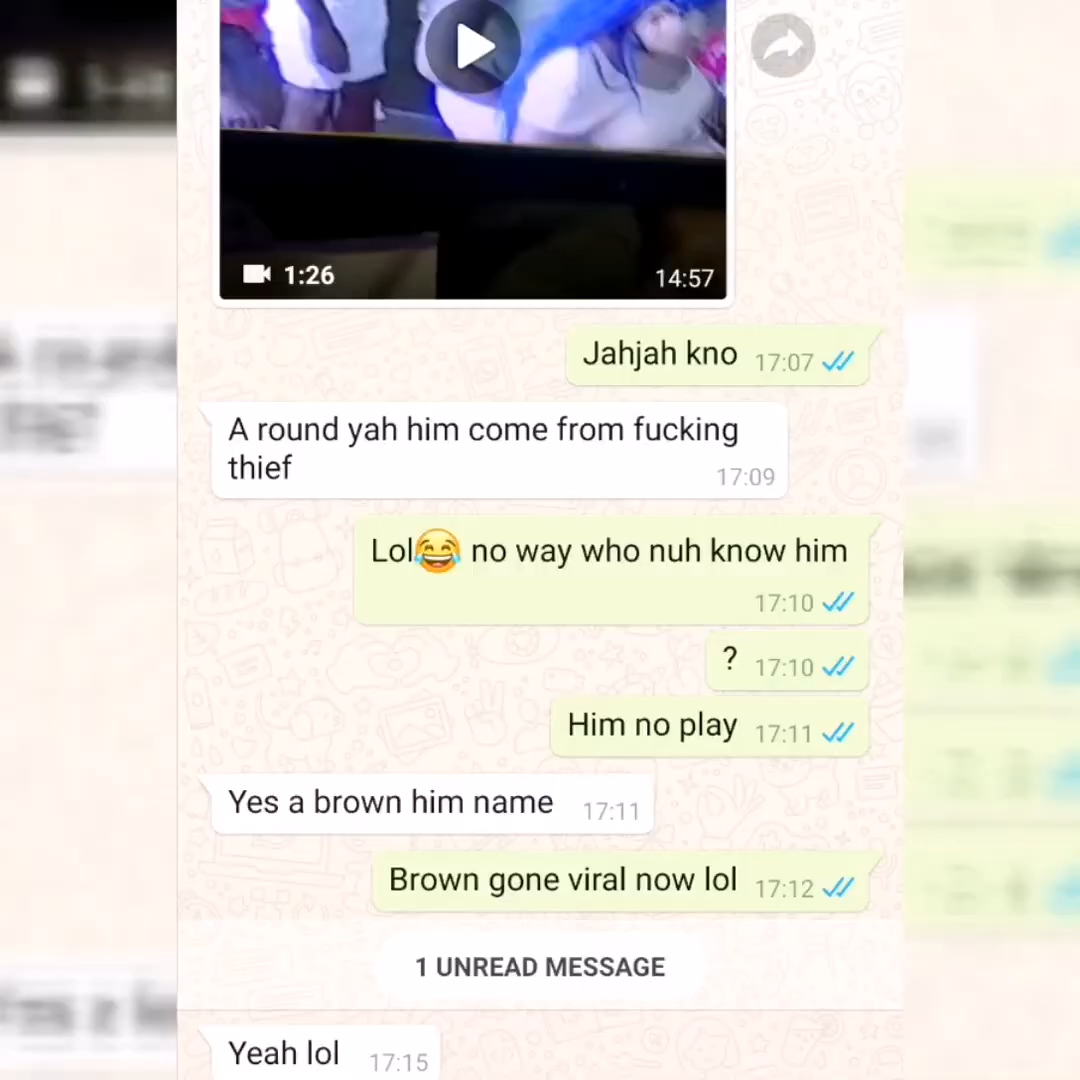 1:26 14:57
Jahjah kno 17:07
A round yah him come from fucking
thief 17:09
Lol😂 no way who nuh know him
17:10
? 17:10
Him no play 17:11
Yes a brown him name 17:11
Brown gone viral now lol 17:12
1 UNREAD MESSAGE
Yeah lol 17:15